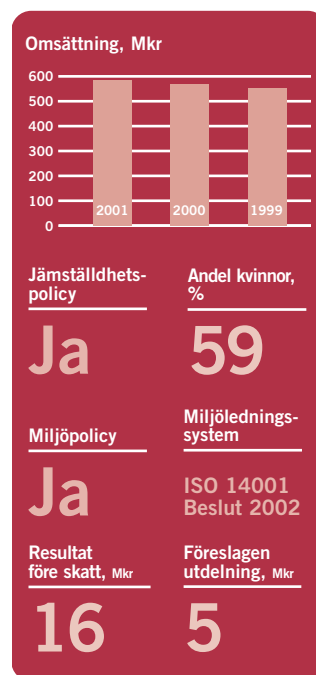 Omsättning, Mkr
600
500
400
300
200
100
0
2001 2000 1999
Jämställdhets-
policy
Ja
Andel kvinnor,
%
59
Miljöpolicy
Ja
Miljölednings-
system
ISO 14001
Beslut 2002
Resultat
före skatt, Mkr
16
Föreslagen
utdelning, Mkr
5